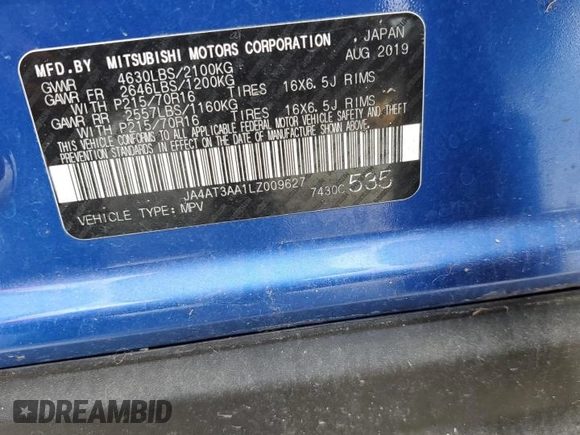 MFD.BY MITSUBISHI MOTORS CORPORATION JAPAN
GVWR 4630LBS/2100KG AUG 2019
GAWR FR 2646LBS/1200KG
WITH P215/70R16 TIRES 16X6.5J RIMS
GAWR RR 2557LBS/1160KG
WITH P215/70R16 TIRES 16X6.5J RIMS
THIS VEHICLE CONFORMS TO ALL APPLICABLE FEDERAL MOTOR VEHICLE SAFETY AND THEFT PREVENTION STANDARDS IN EFFECT ON THE DATE OF MANUFACTURE SHOWN ABOVE.
JA4AT3AA1LZ009627
VEHICLE TYPE: MPV 7430C 535
DREAMBID